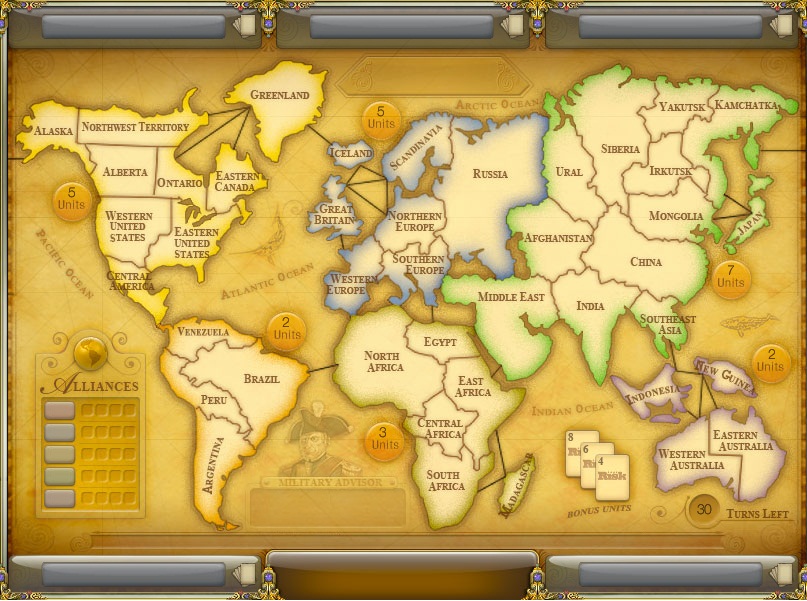 GREENLAND
5
Units
ARCTIC OCEAN
YAKUTSK
KAMCHATKA
ALASKA
NORTHWEST TERRITORY
ICELAND
SCANDINAVIA
SIBERIA
ALBERTA
ONTARIO
EASTERN
CANADA
RUSSIA
URAL
IRKUTSK
5
Units
WESTERN
UNITED
STATES
EASTERN
UNITED
STATES
GREAT
BRITAIN
NORTHERN
EUROPE
MONGOLIA
JAPAN
AFGHANISTAN
PACIFIC OCEAN
CENTRAL
AMERICA
ATLANTIC OCEAN
WESTERN
EUROPE
SOUTHERN
EUROPE
CHINA
7
Units
MIDDLE EAST
INDIA
SOUTHEAST
ASIA
VENEZUELA
2
Units
NORTH
AFRICA
EGYPT
2
Units
ALLIANCES
BRAZIL
PERU
EAST
AFRICA
NEW GUINEA
INDONESIA
INDIAN OCEAN
ARGENTINA
3
Units
CENTRAL
AFRICA
EASTERN
AUSTRALIA
WESTERN
AUSTRALIA
8
6
4
RISK
SOUTH
AFRICA
MADAGASCAR
MILITARY ADVISOR
BONUS UNITS
30
TURNS LEFT